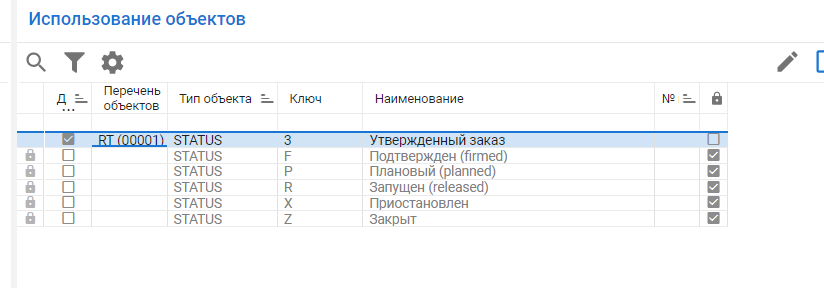 Использование объектов
Д ... Перечень объектов Тип объекта Ключ Наименование №
RT (00001) STATUS 3 Утвержденный заказ
STATUS F Подтвержден (firmed)
STATUS P Плановый (planned)
STATUS R Запущен (released)
STATUS X Приостановлен
STATUS Z Закрыт